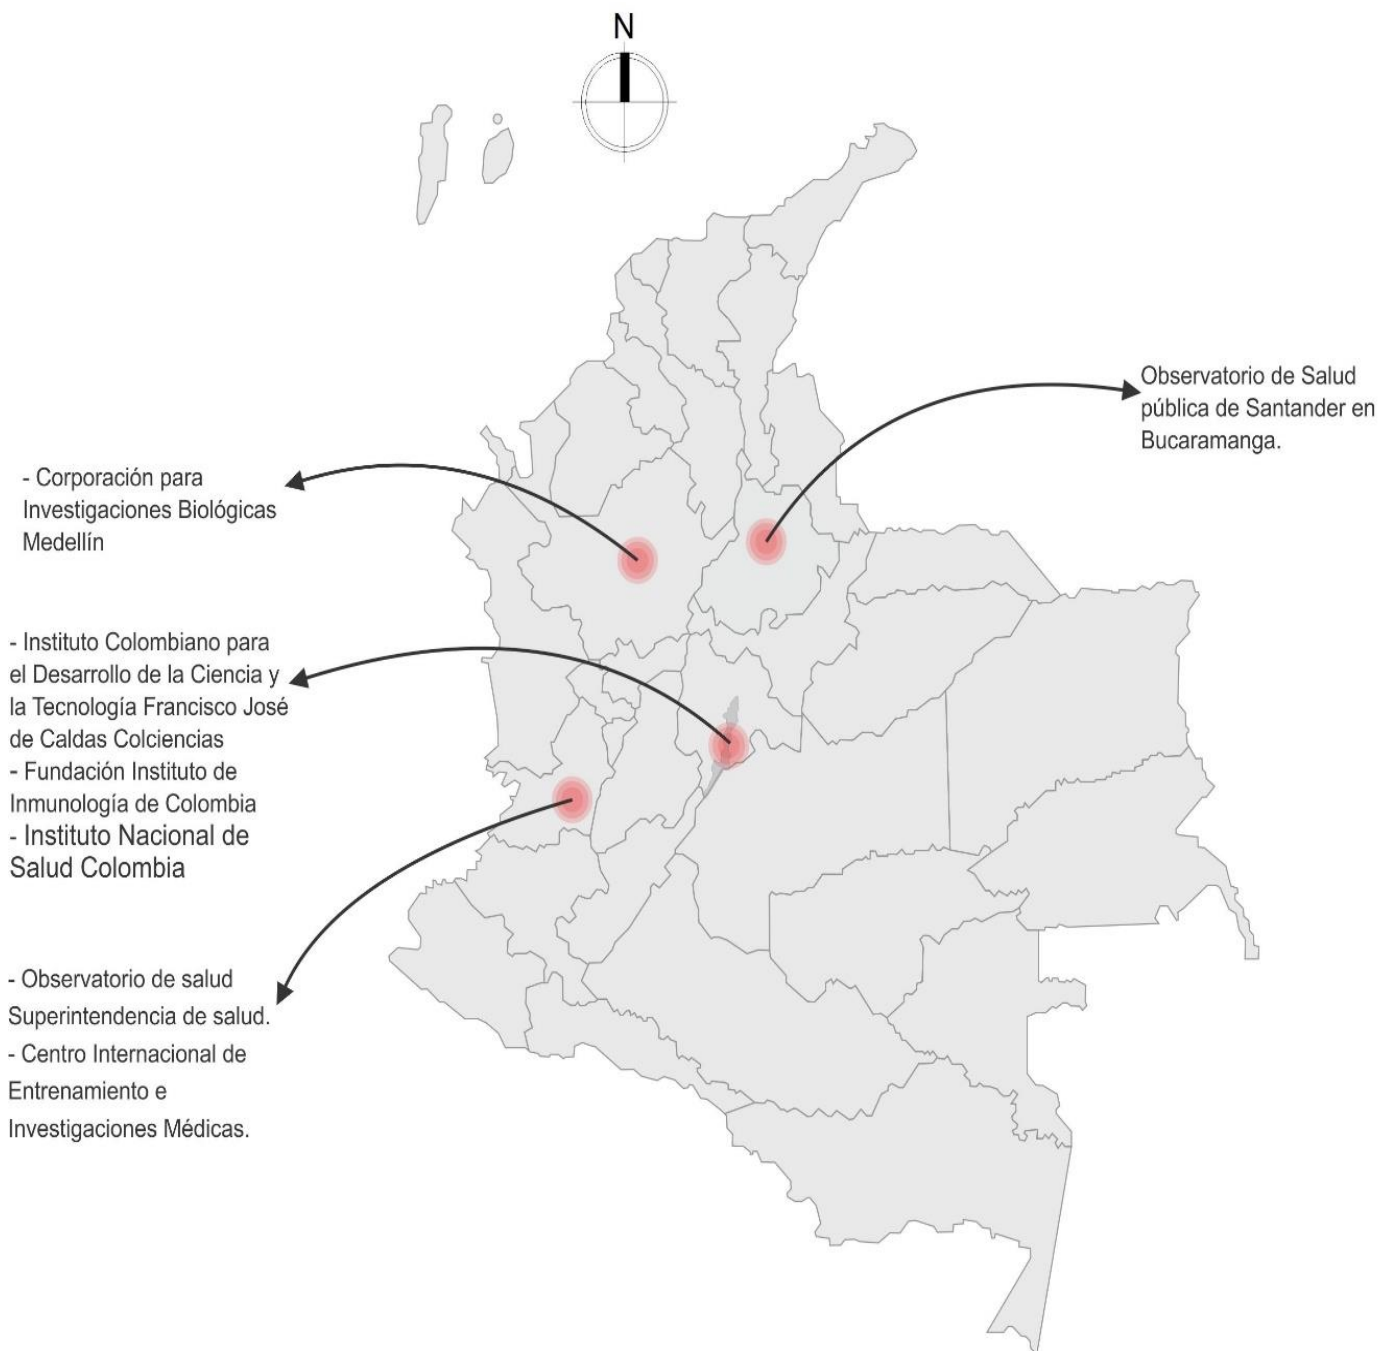 N
Observatorio de Salud
pública de Santander en
Bucaramanga.
- Corporación para
Investigaciones Biológicas
Medellín
- Instituto Colombiano para
el Desarrollo de la Ciencia y
la Tecnología Francisco José
de Caldas Colciencias
- Fundación Instituto de
Inmunología de Colombia
- Instituto Nacional de
Salud Colombia
- Observatorio de salud
Superintendencia de salud.
- Centro Internacional de
Entrenamiento e
Investigaciones Médicas.